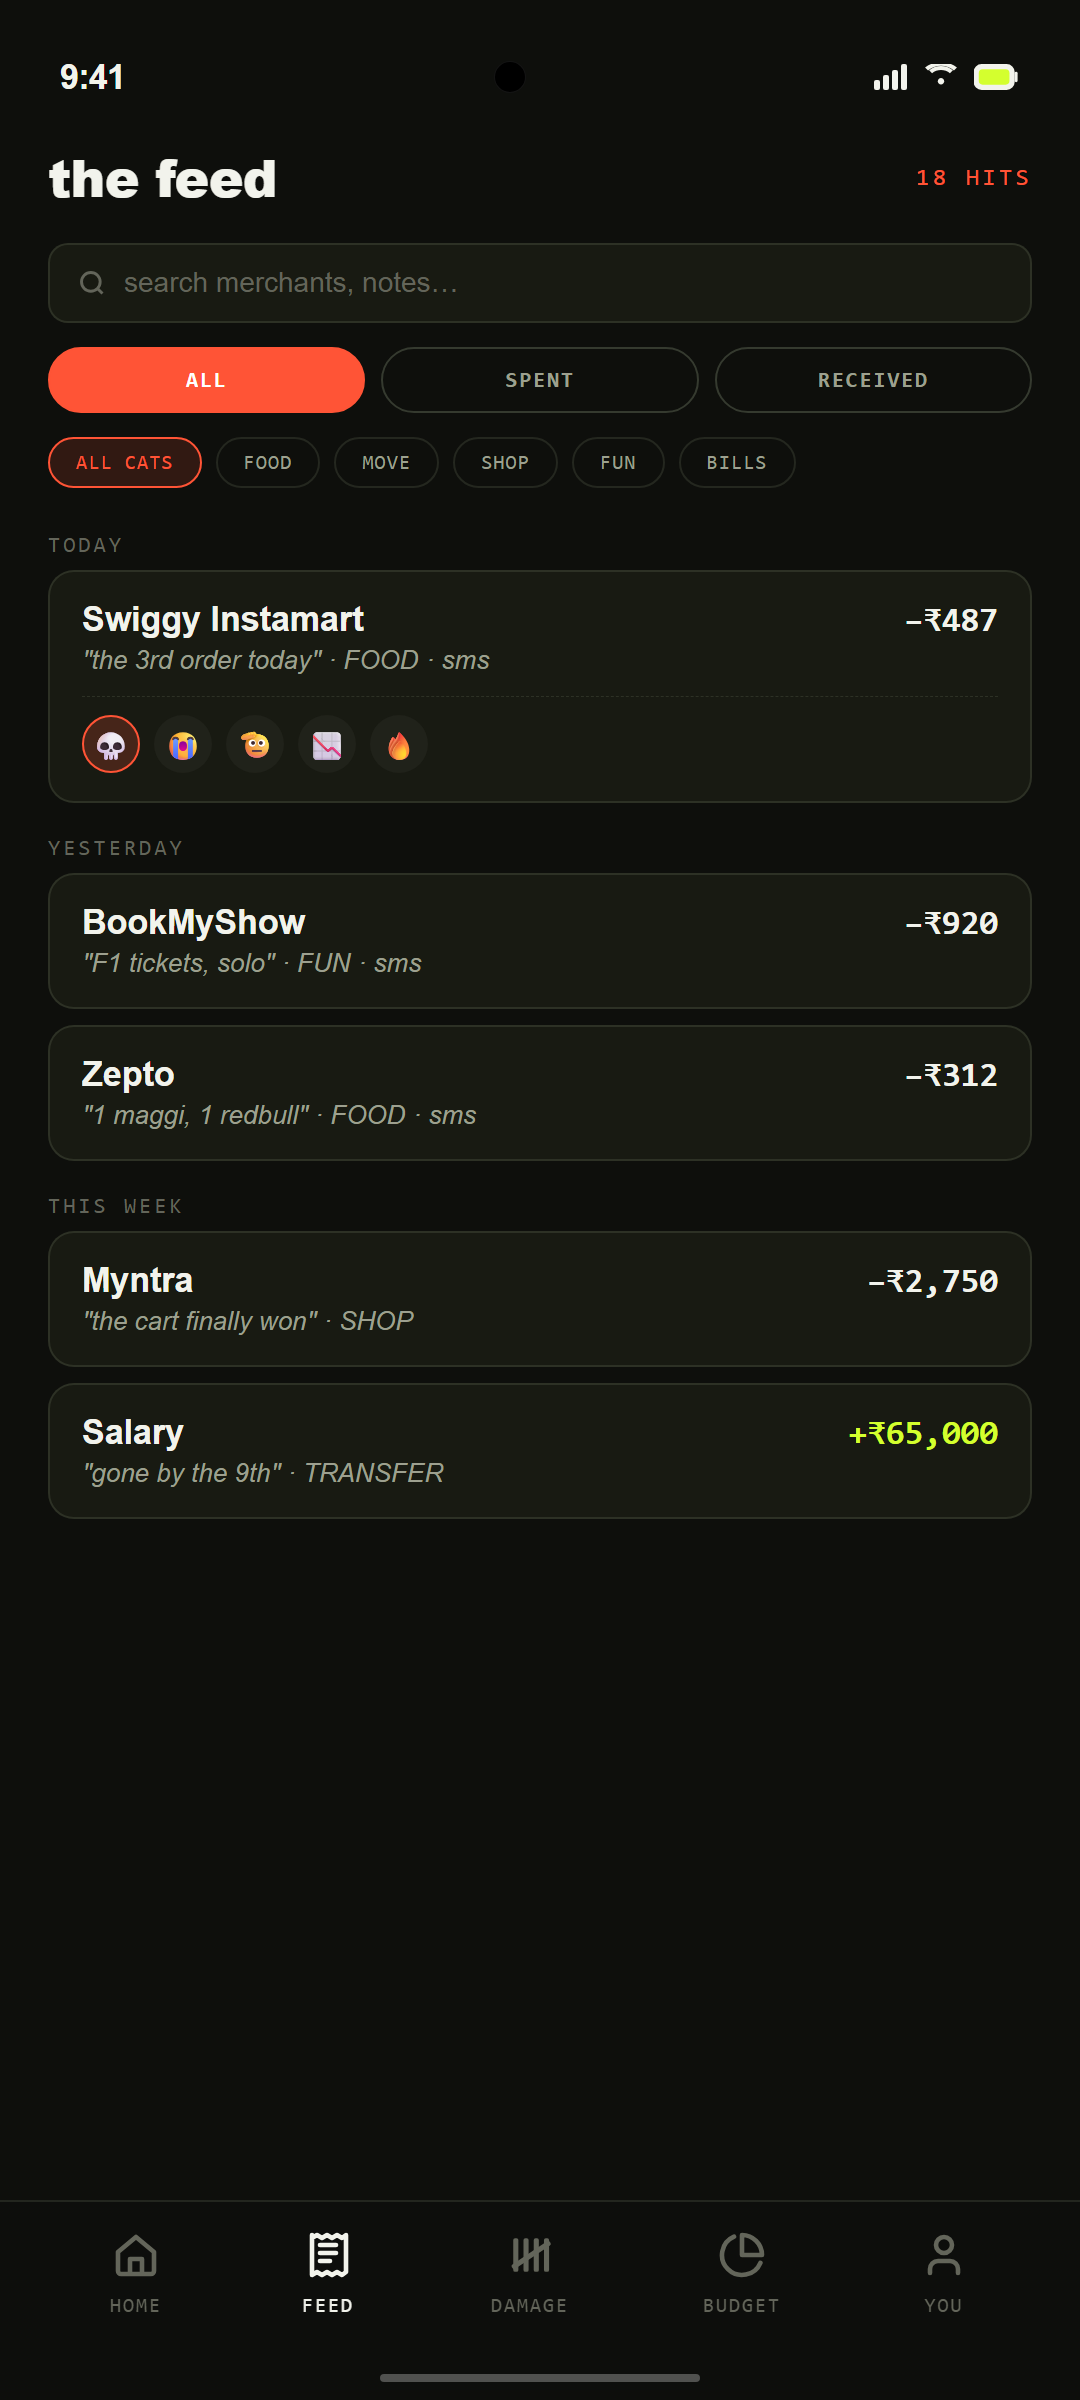 9:41
the feed
18 HITS
search merchants, notes…
ALL
SPENT
RECEIVED
ALL CATS
FOOD
MOVE
SHOP
FUN
BILLS
TODAY
Swiggy Instamart
–₹487
"the 3rd order today" · FOOD · sms
YESTERDAY
BookMyShow
–₹920
"F1 tickets, solo" · FUN · sms
Zepto
–₹312
"1 maggi, 1 redbull" · FOOD · sms
THIS WEEK
Myntra
–₹2,750
"the cart finally won" · SHOP
Salary
+₹65,000
"gone by the 9th" · TRANSFER
HOME
FEED
DAMAGE
BUDGET
YOU